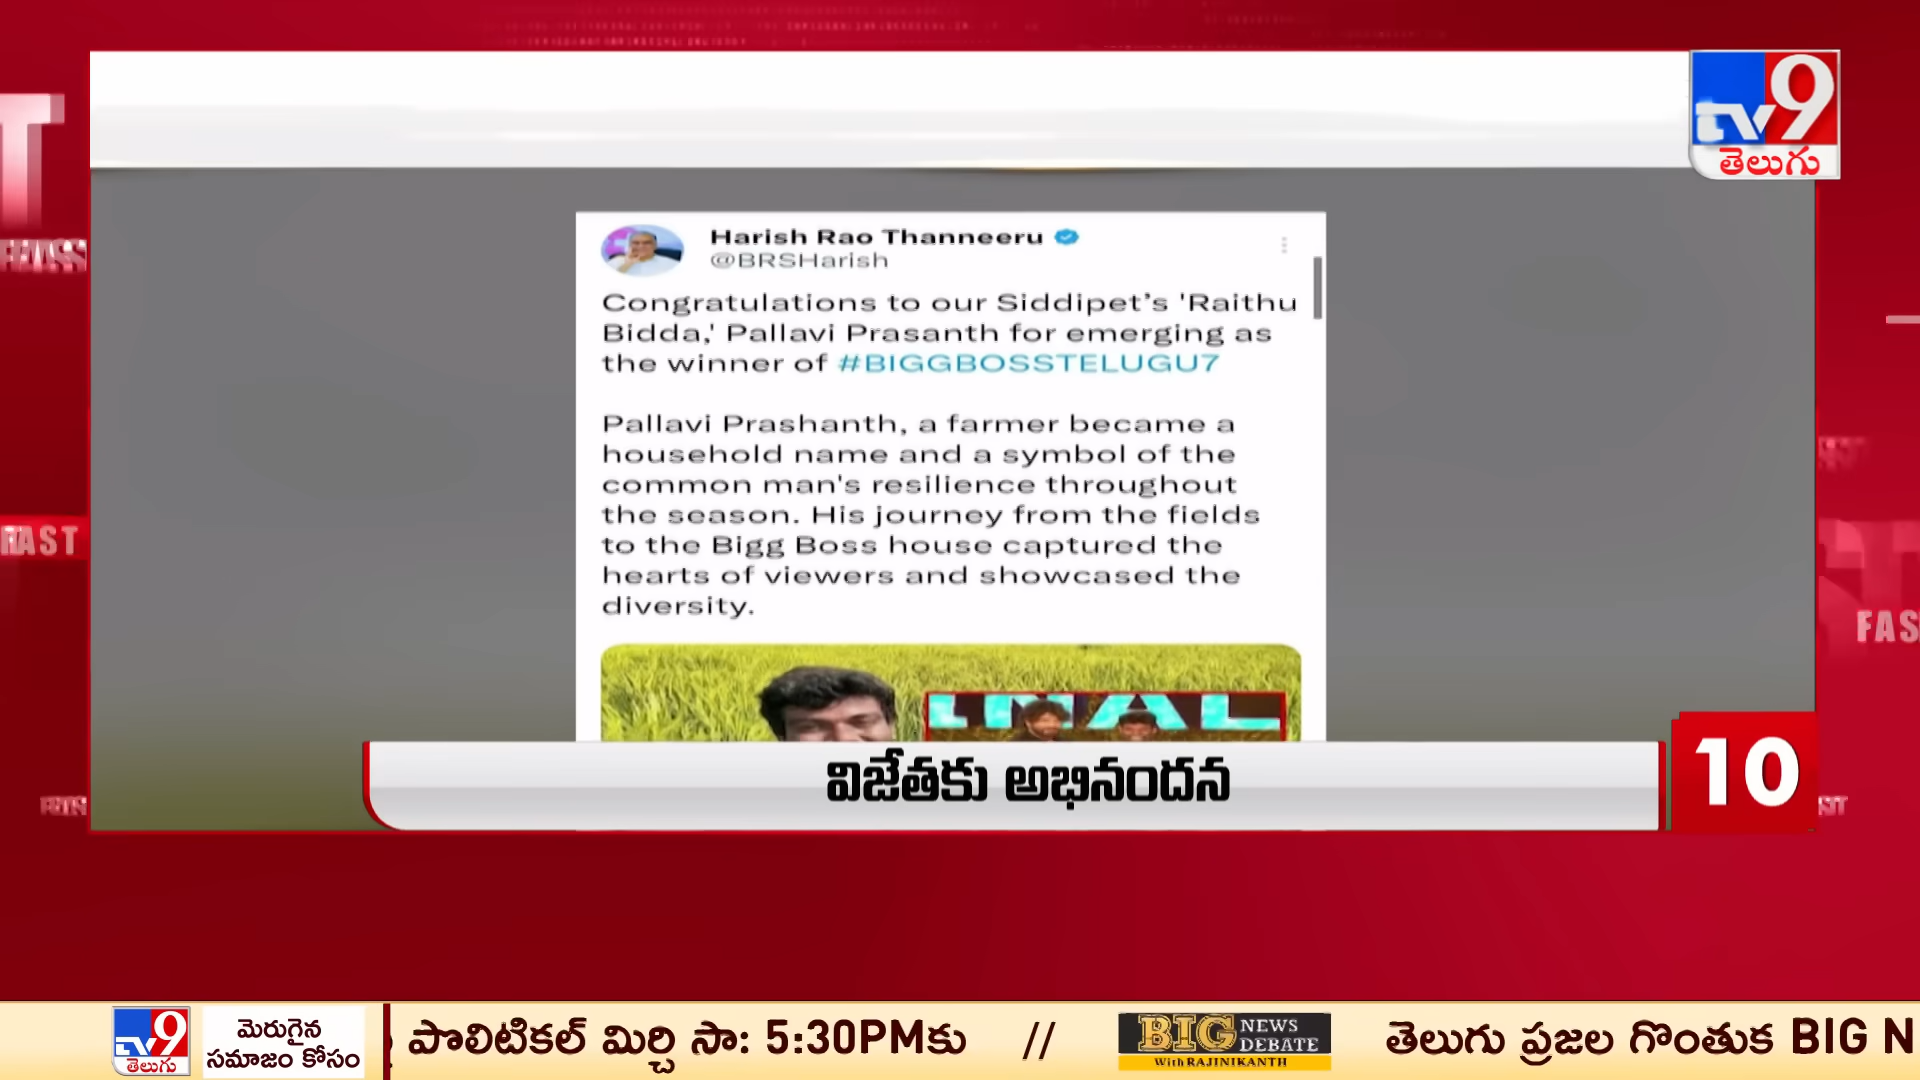 tv9
తెలుగు
Harish Rao Thanneeru
@BRSHarish
Congratulations to our Siddipet’s 'Raithu
Bidda,' Pallavi Prasanth for emerging as
the winner of #BIGGBOSSTELUGU7
Pallavi Prashanth, a farmer became a
household name and a symbol of the
common man's resilience throughout
the season. His journey from the fields
to the Bigg Boss house captured the
hearts of viewers and showcased the
diversity.
విజేతకు అభినందన
10
FAST
FAS
tv9
తెలుగు
మెరుగైన
సమాజం కోసం
పొలిటికల్ మిర్చి సా: 5:30PMకు // BIG NEWS DEBATE With RAJINIKANTH తెలుగు ప్రజల గొంతుక BIG N